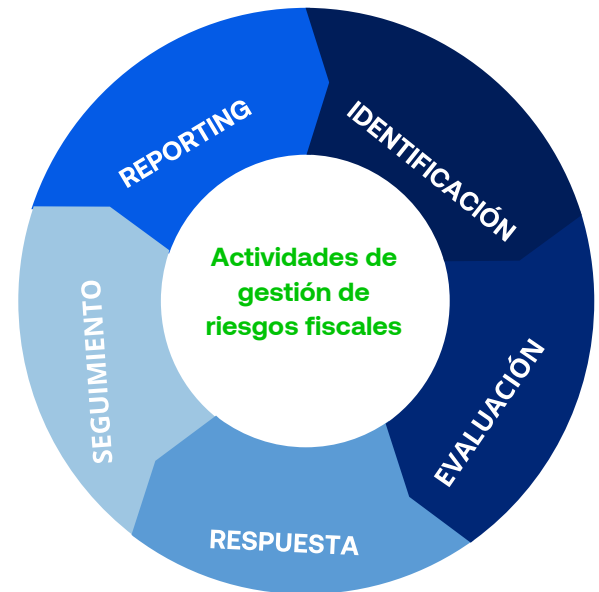 Actividades de
gestión de
riesgos fiscales
IDENTIFICACIÓN
EVALUACIÓN
RESPUESTA
SEGUIMIENTO
REPORTING